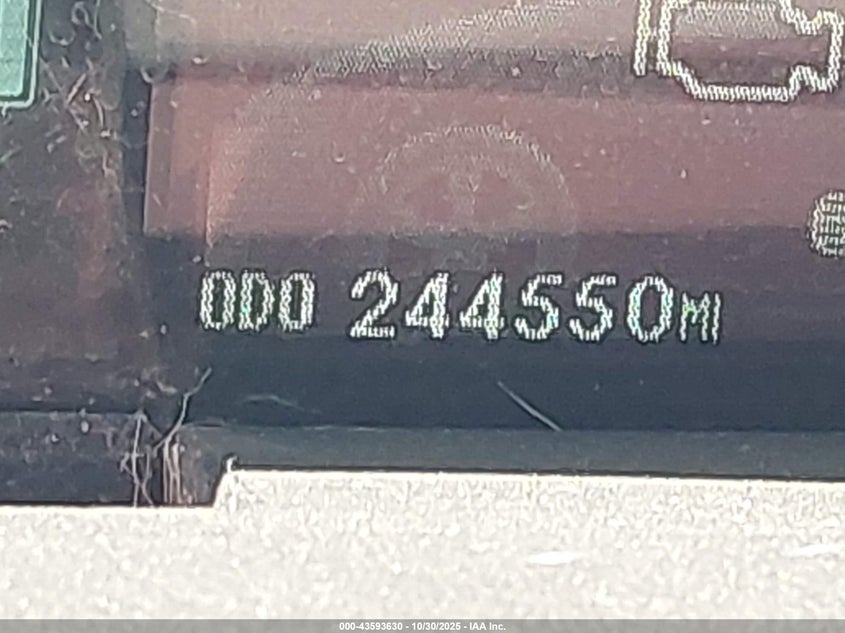 ODO 244550MI
000-43593630 - 10/30/2025 - IAA Inc.